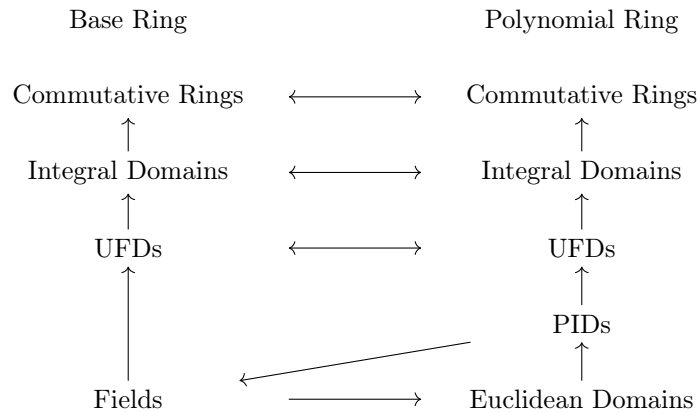 Base Ring Polynomial Ring
Commutative Rings Commutative Rings
Integral Domains Integral Domains
UFDs UFDs
PIDs
Fields Euclidean Domains